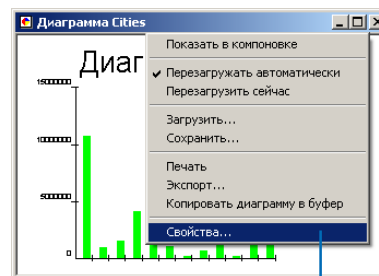 Диаграмма Cities
Диаг
Показать в компоновке
Перезагружать автоматически
Перезагрузить сейчас
Загрузить...
Сохранить...
Печать
Экспорт...
Копировать диаграмму в буфер
Свойства...
15000000
10000000
5000000
0